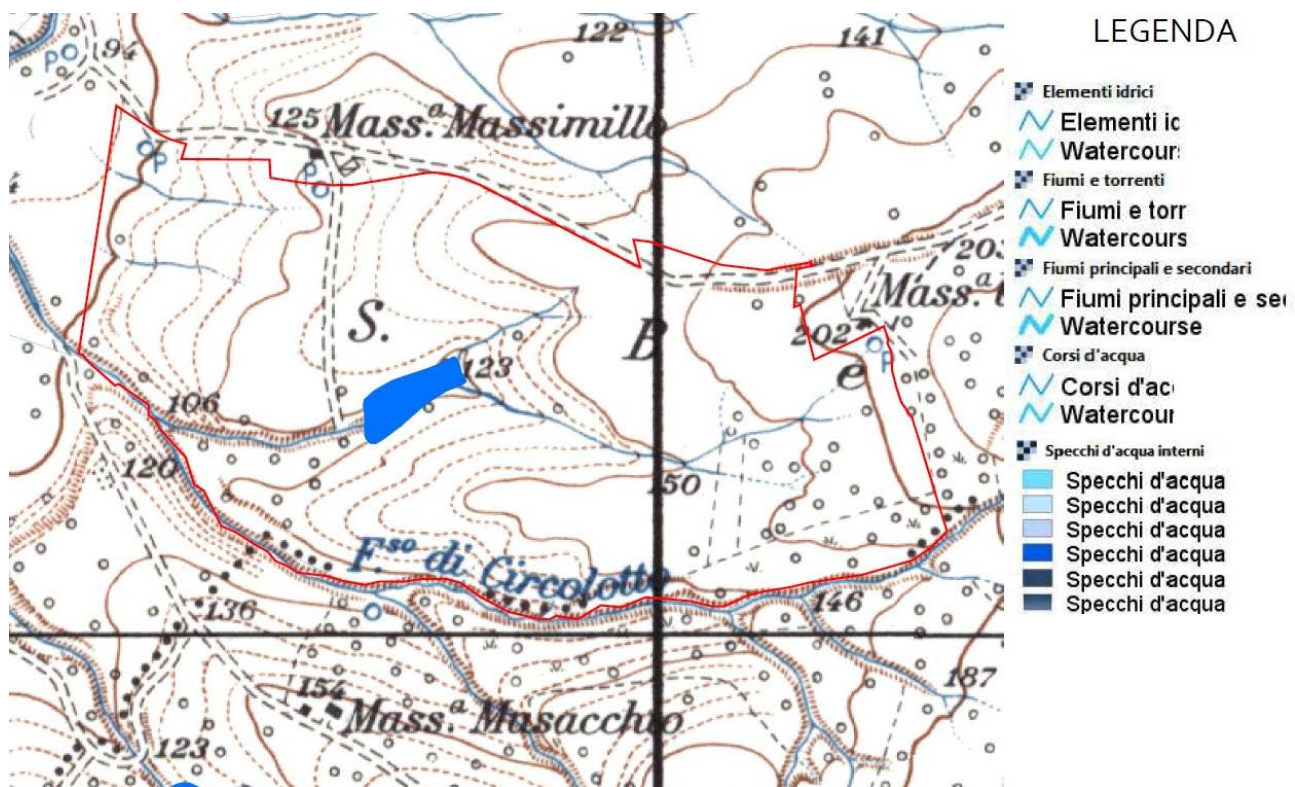 LEGENDA
Elementi idrici
Elementi ic
Watercour
Fiumi e torrenti
Fiumi e torr
Watercours
Fiumi principali e secondari
Fiumi principali e se
Watercourse
Corsi d'acqua
Corsi d'ac
Watercour
Specchi d'acqua interni
Specchi d'acqua
Specchi d'acqua
Specchi d'acqua
Specchi d'acqua
Specchi d'acqua
Specchi d'acqua
94
p
122
141
125 Mass.ª Massimillo
p
p
203
Mass.ª
S.
B
202
e
p
123
106
120
150
F.so di Circolotto
136
146
187
154
Mass.ª Musacchio
123